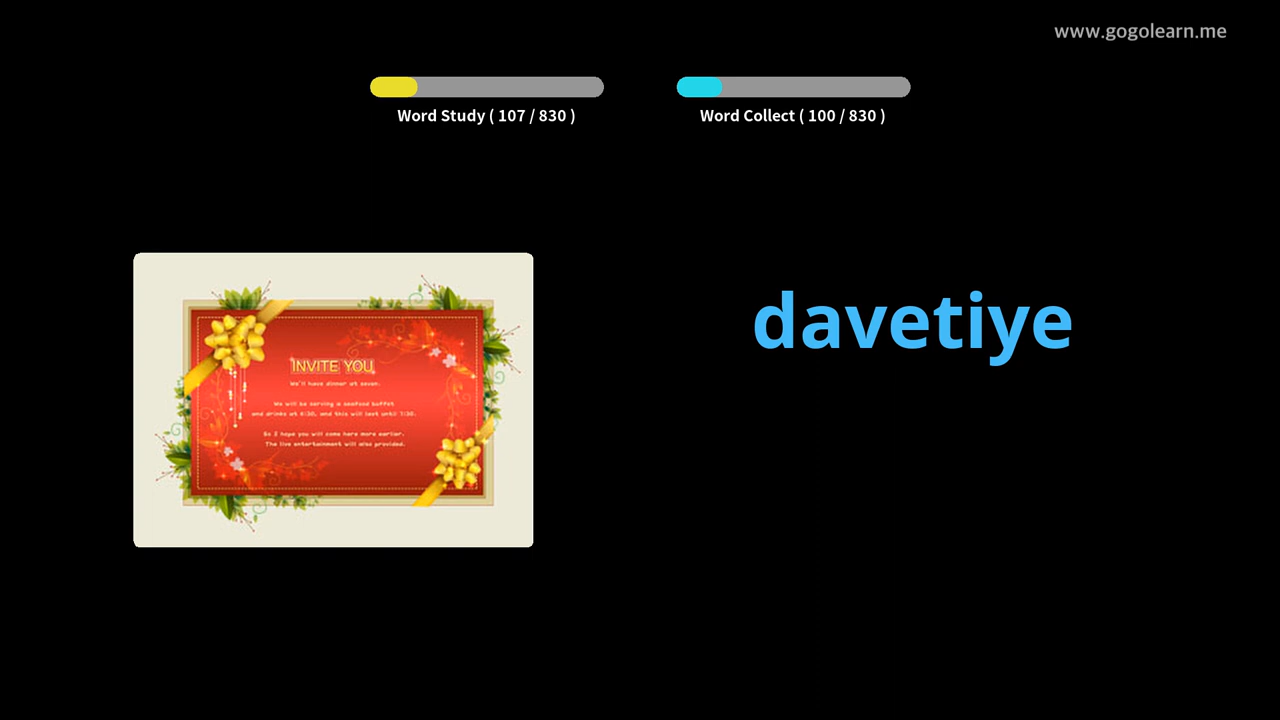 www.gogolearn.me
Word Study ( 107 / 830 )
Word Collect ( 100 / 830 )
davetiye
INVITE YOU
We'll have dinner at seven.
We will be serving a seafood buffet
and drinks at 6:30, and this will last until 7:30.
So I hope you will come here more earlier.
The live entertainment will also provided.